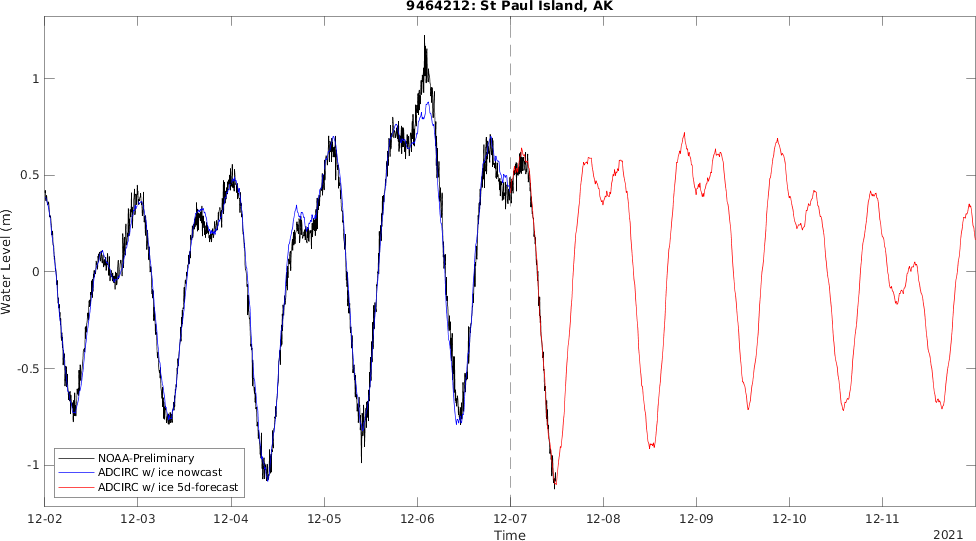 9464212: St Paul Island, AK
Water Level (m)
1
0.5
0
-0.5
-1
NOAA-Preliminary
ADCIRC w/ ice nowcast
ADCIRC w/ ice 5d-forecast
12-02 12-03 12-04 12-05 12-06 12-07 12-08 12-09 12-10 12-11
Time
2021